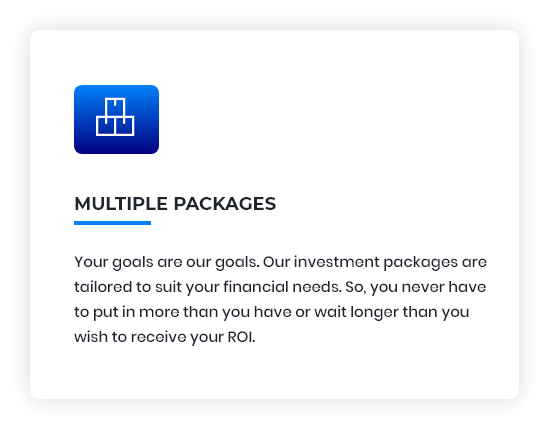 MULTIPLE PACKAGES
Your goals are our goals. Our investment packages are
tailored to suit your financial needs. So, you never have
to put in more than you have or wait longer than you
wish to receive your ROI.